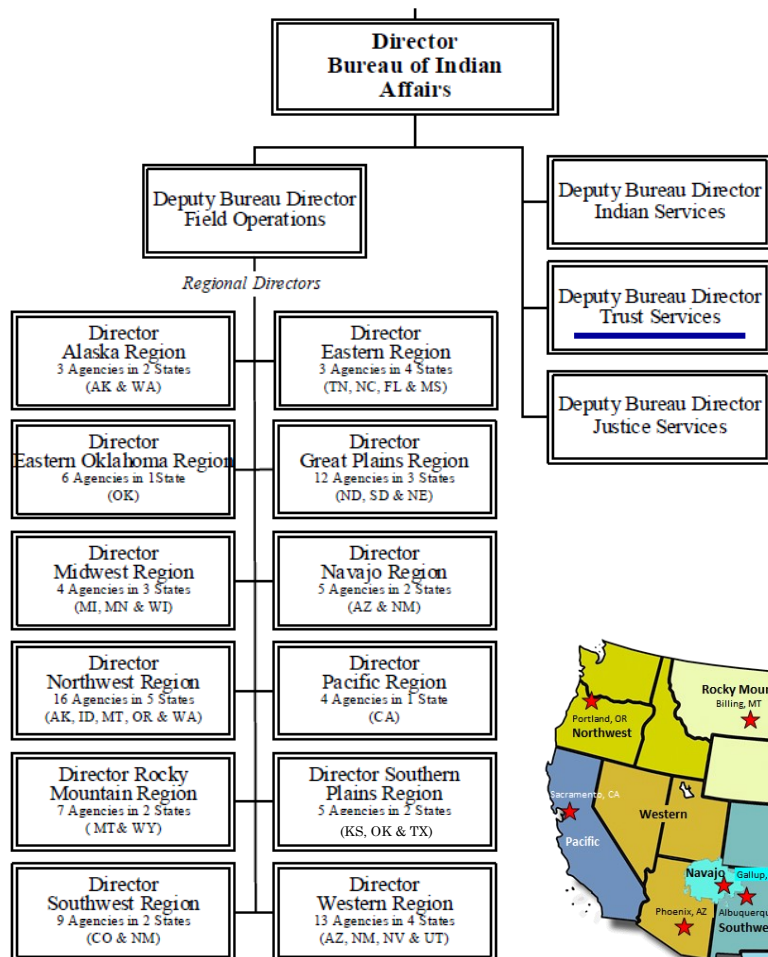 Director
Bureau of Indian
Affairs
Deputy Bureau Director
Field Operations
Deputy Bureau Director
Indian Services
Deputy Bureau Director
Trust Services
Deputy Bureau Director
Justice Services
Regional Directors
Director
Alaska Region
3 Agencies in 2 States
(AK & WA)
Director
Eastern Region
3 Agencies in 4 States
(TN, NC, FL & MS)
Director
Eastern Oklahoma Region
6 Agencies in 1State
(OK)
Director
Great Plains Region
12 Agencies in 3 States
(ND, SD & NE)
Director
Midwest Region
4 Agencies in 3 States
(MI, MN & WI)
Director
Navajo Region
5 Agencies in 2 States
(AZ & NM)
Director
Northwest Region
16 Agencies in 5 States
(AK, ID, MT, OR & WA)
Director
Pacific Region
4 Agencies in 1 State
(CA)
Director Rocky
Mountain Region
7 Agencies in 2 States
( MT& WY)
Director Southern
Plains Region
5 Agencies in 2 States
(KS, OK & TX)
Director
Southwest Region
9 Agencies in 2 States
(CO & NM)
Director
Western Region
13 Agencies in 4 States
(AZ, NM, NV & UT)
Rocky Moun
Billing, MT
Portland, OR
Northwest
Sacramento, CA
Western
Pacific
Navajo
Gallup,
Phoenix, AZ
Albuquerqu
Southwe